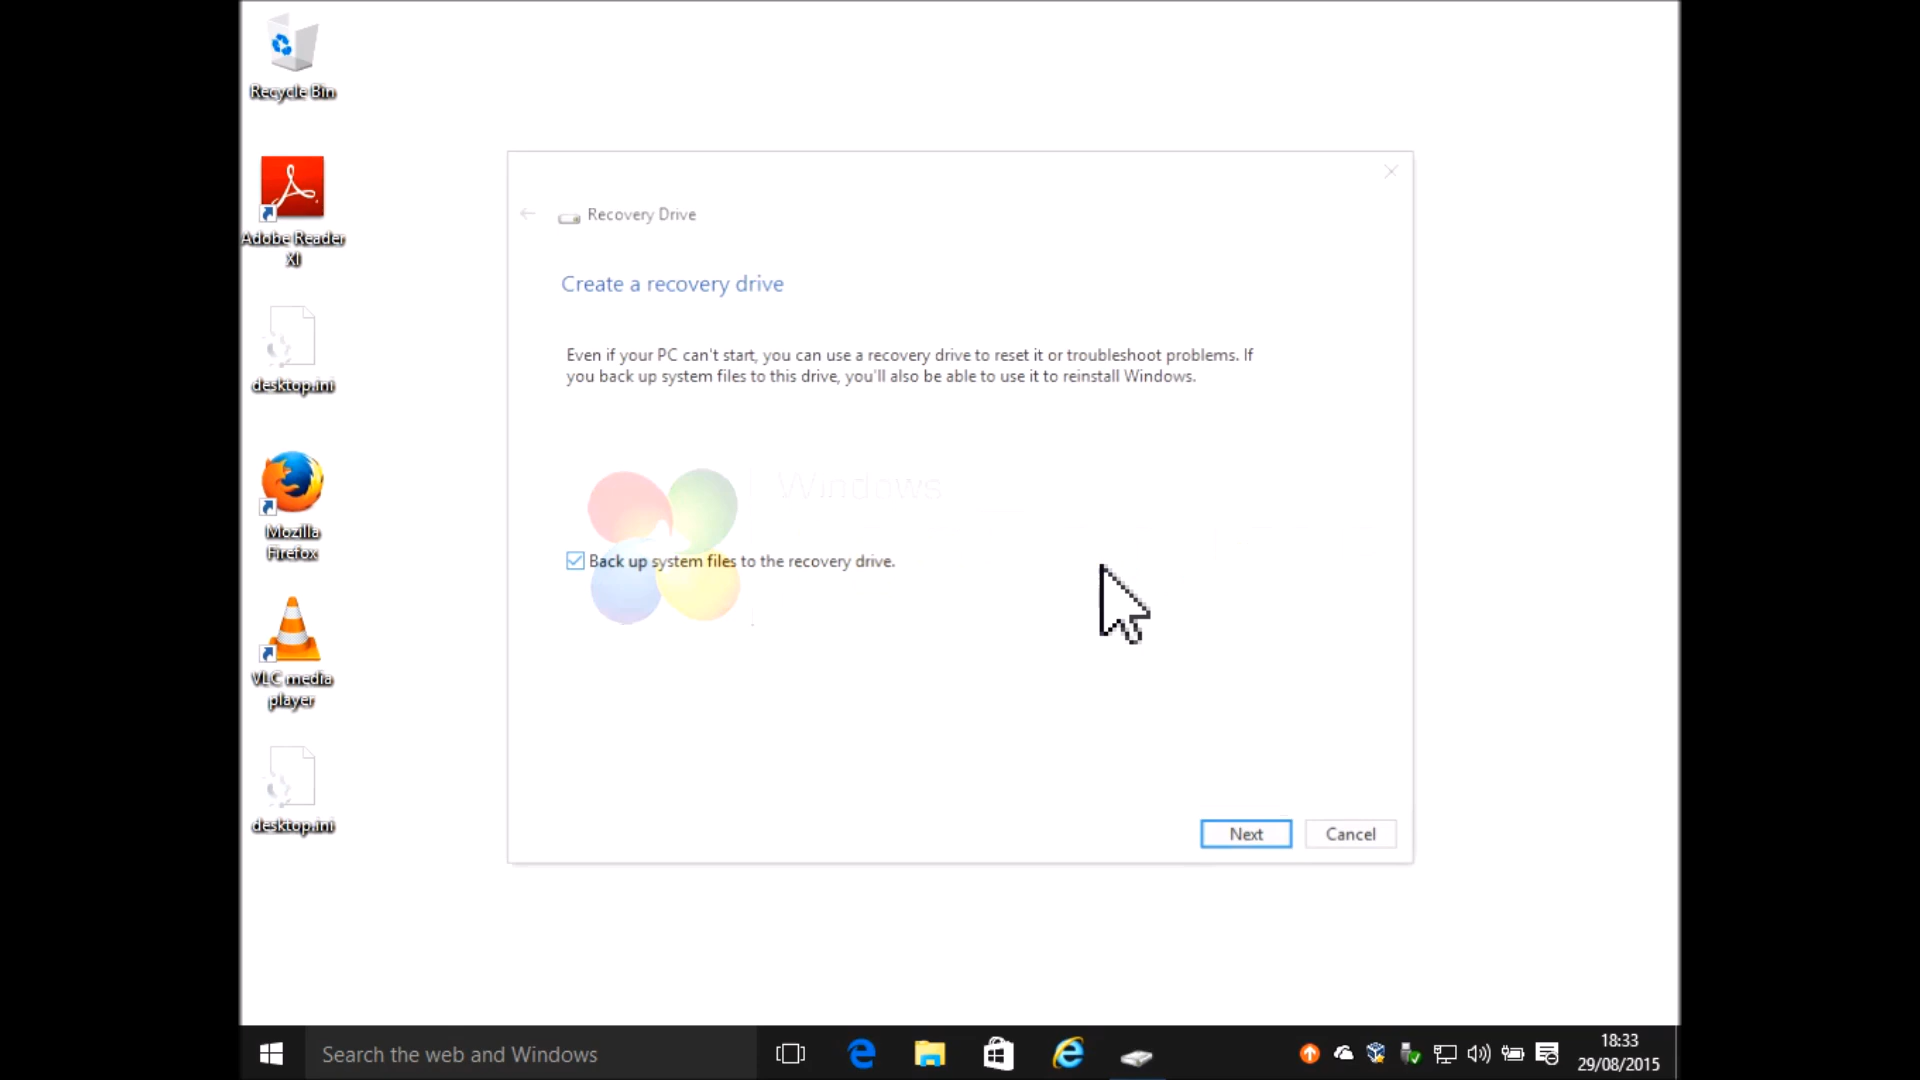 Recycle Bin
Adobe Reader
XI
desktop.ini
Mozilla
Firefox
VLC media
player
desktop.ini
Recovery Drive
Create a recovery drive
Even if your PC can't start, you can use a recovery drive to reset it or troubleshoot problems. If
you back up system files to this drive, you'll also be able to use it to reinstall Windows.
Windows
Back up system files to the recovery drive.
Next
Cancel
Search the web and Windows
18:33
29/08/2015